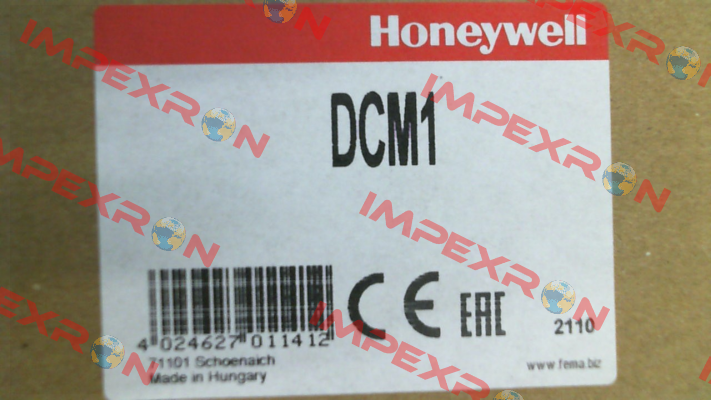 Honeywell
DCM1
4 024627 011412
CE EAC 2110
71101 Schoenaich
Made in Hungary
www.fema.biz
IMPEXRON
IMPEXRON
IMPEXRON
IMPEXRON
IMPEXRON
IMPEXRON
IMPEXRON